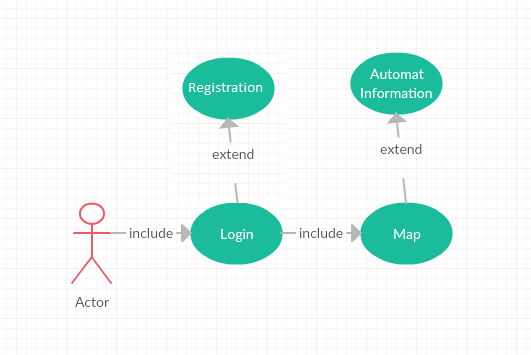 Registration
Automat
Information
extend
extend
include
Login
include
Map
Actor